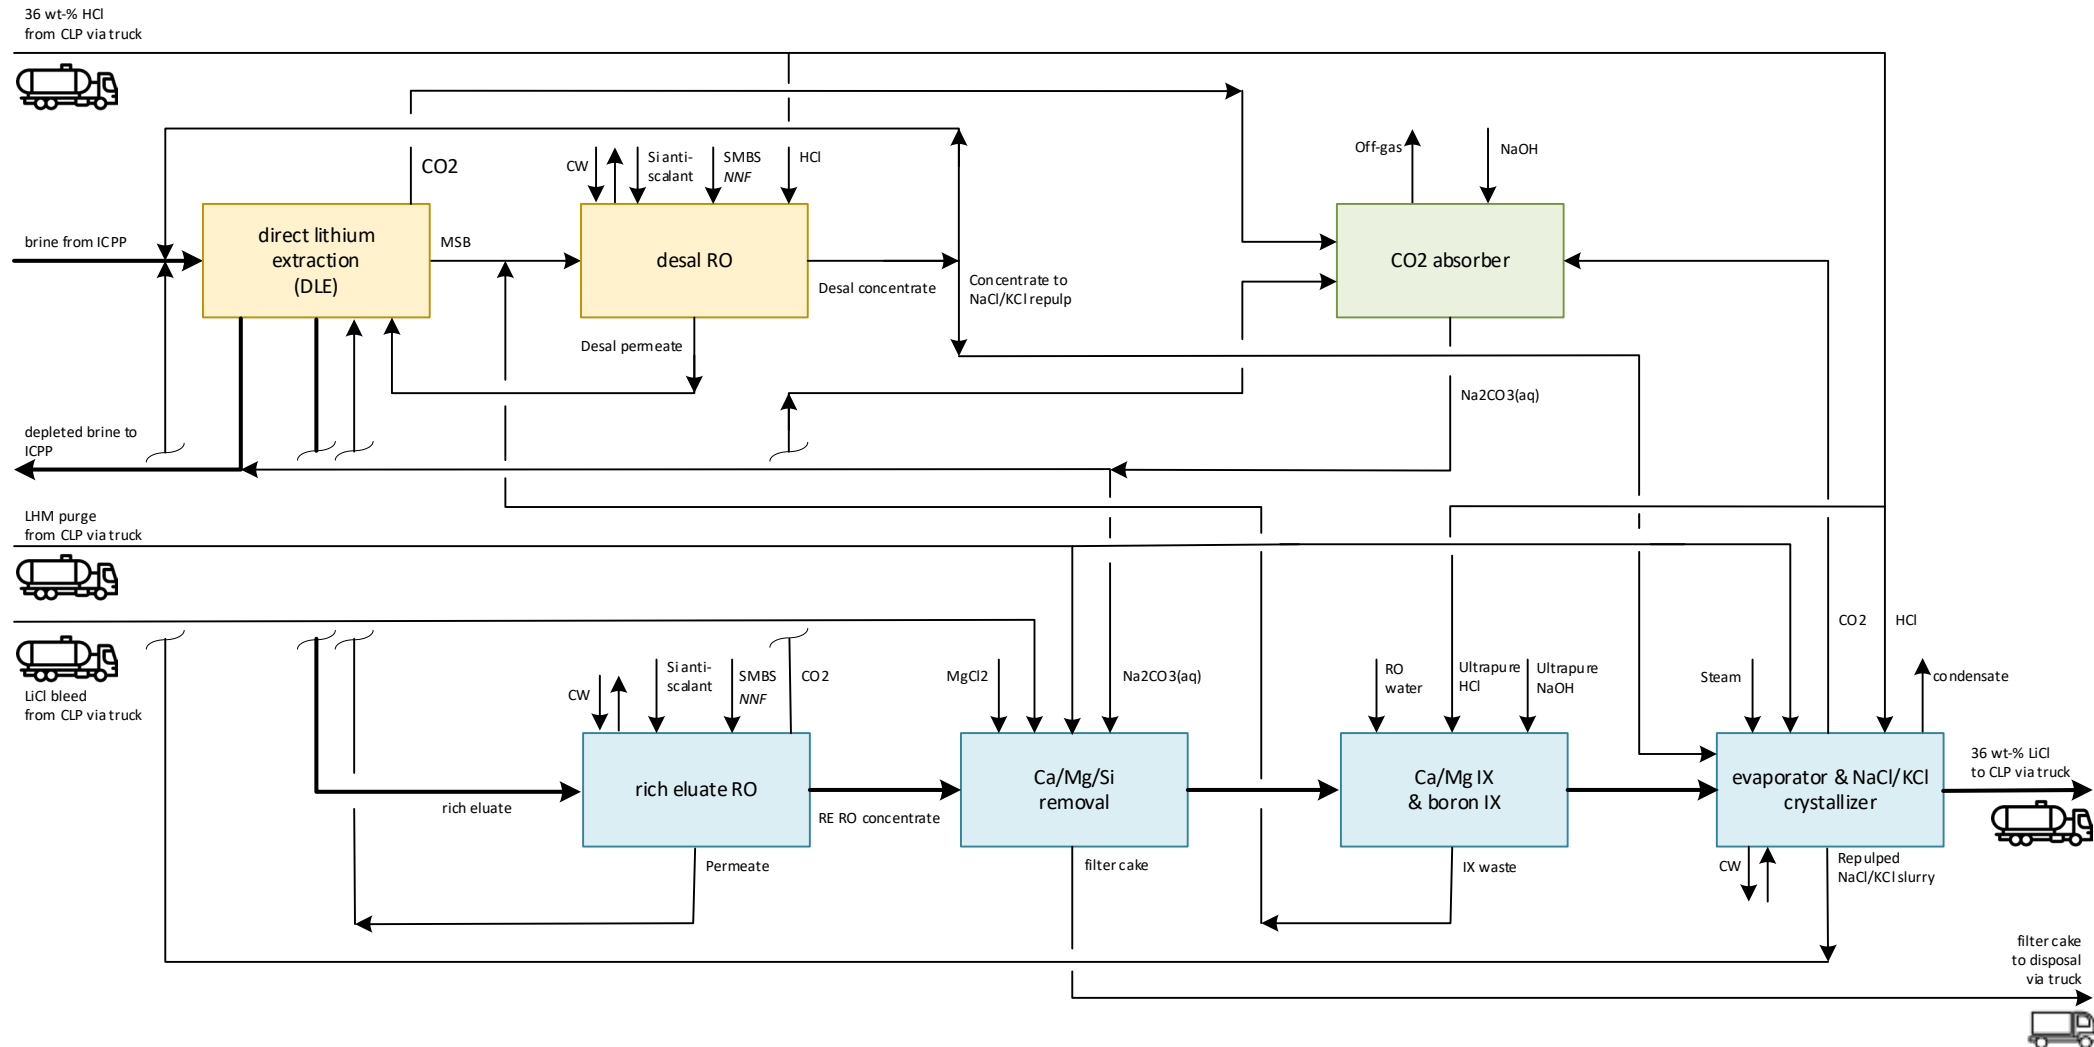 36 wt-% HCl
from CLP via truck
CO2
CW
Si anti-
scalant
SMBS
NNF
HCl
Off-gas
NaOH
brine from ICPP
direct lithium
extraction
(DLE)
MSB
desal RO
Desal concentrate
Concentrate to
NaCl/KCl repulp
CO2 absorber
Desal permeate
Na2CO3(aq)
depleted brine to
ICPP
LHM purge
from CLP via truck
LiCl bleed
from CLP via truck
CW
Si anti-
scalant
SMBS
NNF
CO2
MgCl2
Na2CO3(aq)
RO
water
Ultrapure
HCl
Ultrapure
NaOH
Steam
CO2
HCl
condensate
rich eluate
rich eluate RO
RE RO concentrate
Ca/Mg/Si
removal
Ca/Mg IX
& boron IX
evaporator & NaCl/KCl
crystallizer
36 wt-% LiCl
to CLP via truck
Permeate
filter cake
IX waste
CW
Repulped
NaCl/KCl slurry
filter cake
to disposal
via truck